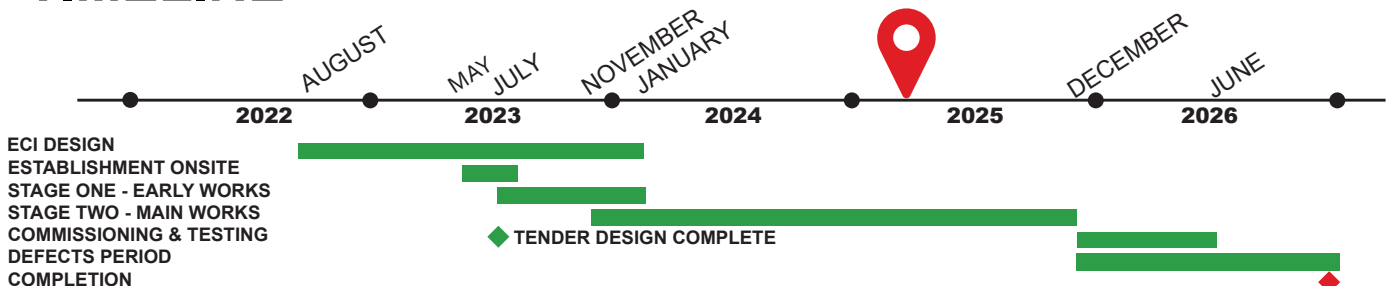 AUGUST
MAY
JULY
NOVEMBER
JANUARY
DECEMBER
JUNE
2022 2023 2024 2025 2026
ECI DESIGN
ESTABLISHMENT ONSITE
STAGE ONE - EARLY WORKS
STAGE TWO - MAIN WORKS
COMMISSIONING & TESTING
TENDER DESIGN COMPLETE
DEFECTS PERIOD
COMPLETION